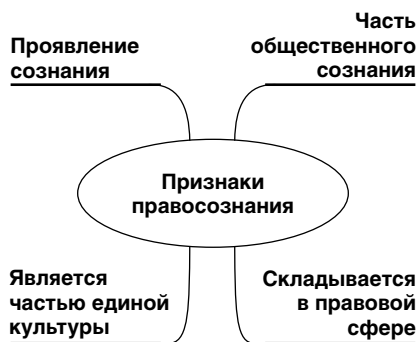 Проявление
сознания
Часть
общественного
сознания
Признаки
правосознания
Является
частью единой
культуры
Складывается
в правовой
сфере